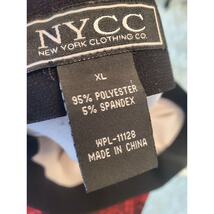 NYCC
NEW YORK CLOTHING CO.
XL
95% POLYESTER
5% SPANDEX
WPL-11128
MADE IN CHINA